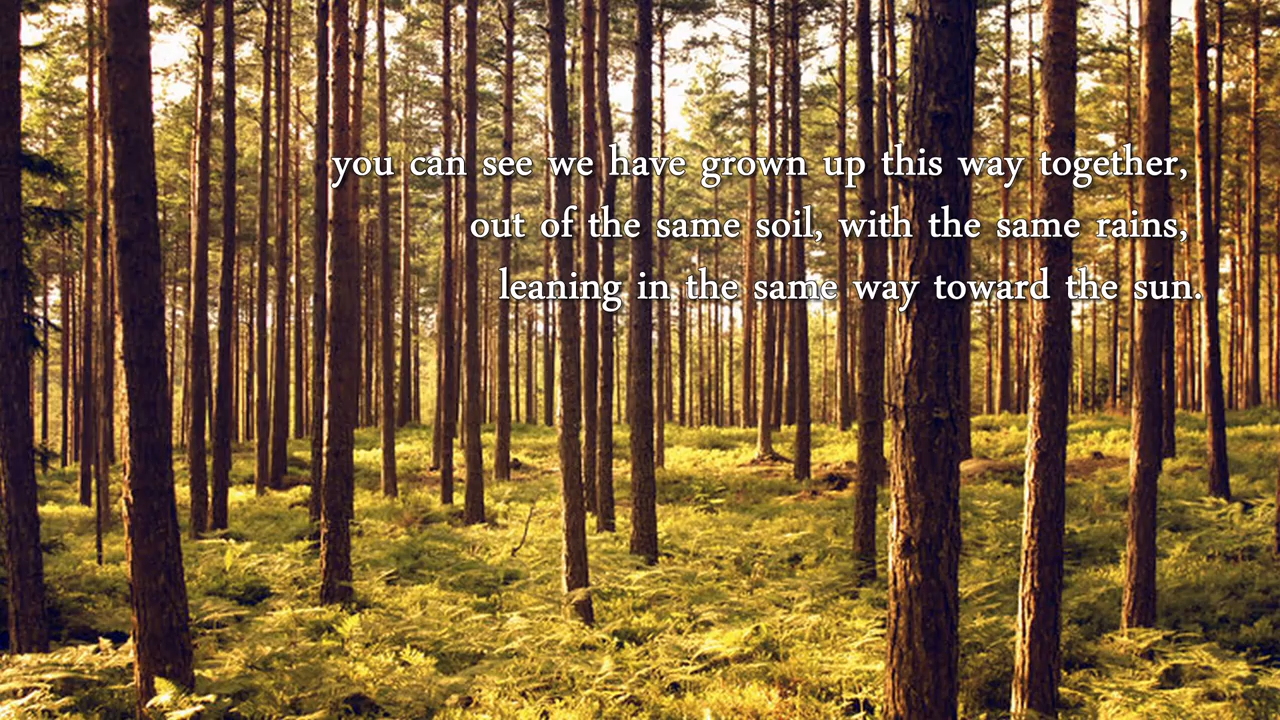 you can see we have grown up this way together,
out of the same soil, with the same rains,
leaning in the same way toward the sun.